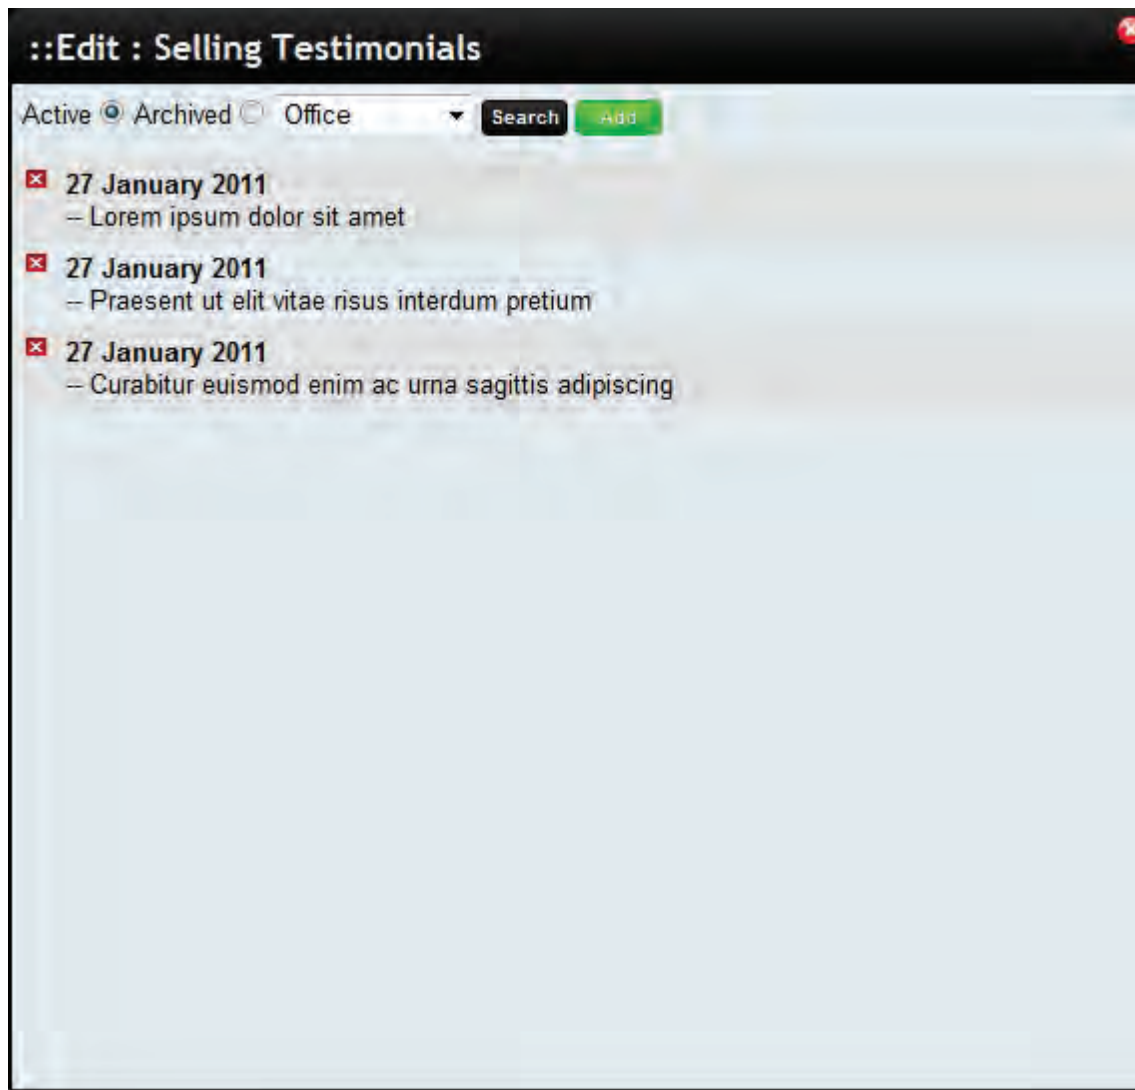 ::Edit : Selling Testimonials
Active Archived Office Search Add
27 January 2011
-- Lorem ipsum dolor sit amet
27 January 2011
-- Praesent ut elit vitae risus interdum pretium
27 January 2011
-- Curabitur euismod enim ac urna sagittis adipiscing